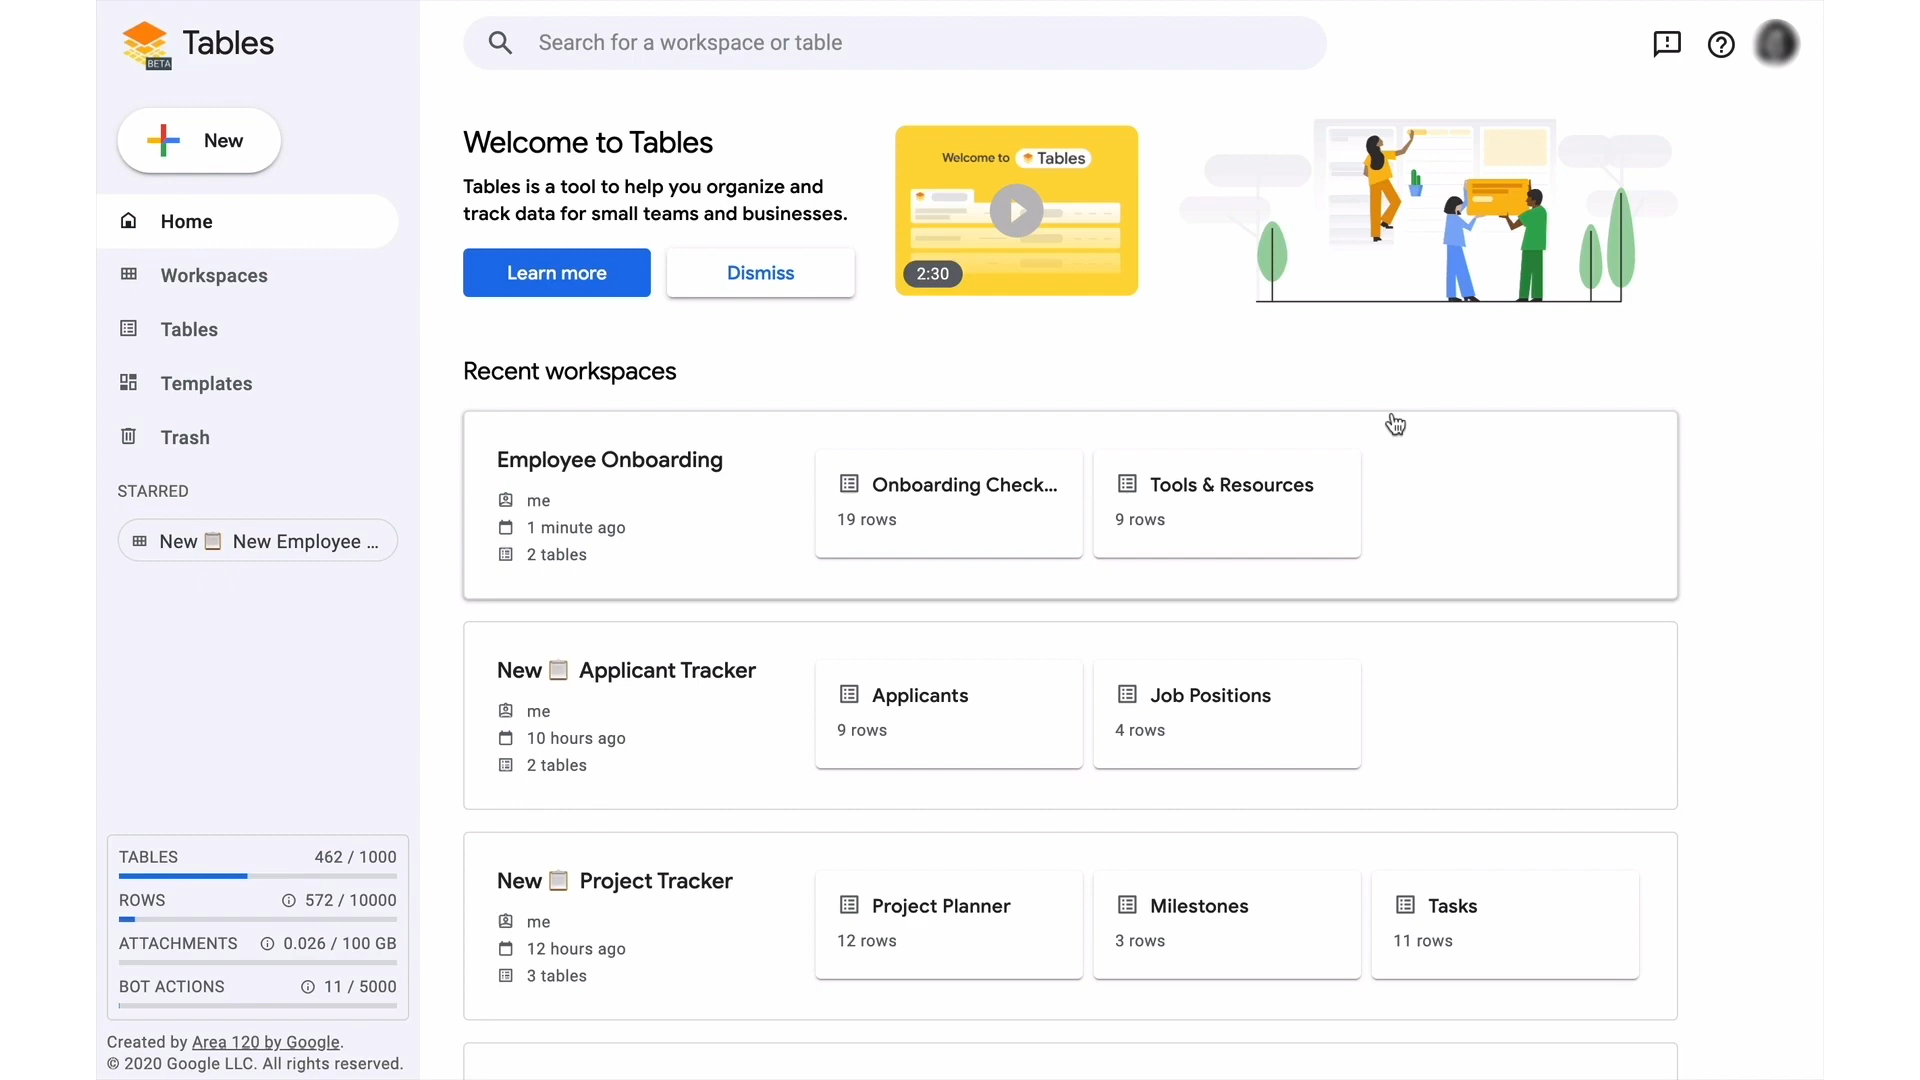 Tables
BETA
Search for a workspace or table
New
Home
Workspaces
Tables
Templates
Trash
STARRED
New 📋 New Employee ...
Welcome to Tables
Tables is a tool to help you organize and
track data for small teams and businesses.
Learn more
Dismiss
Welcome to Tables
2:30
Recent workspaces
Employee Onboarding
me
1 minute ago
2 tables
Onboarding Check...
19 rows
Tools & Resources
9 rows
New 📋 Applicant Tracker
me
10 hours ago
2 tables
Applicants
9 rows
Job Positions
4 rows
New 📋 Project Tracker
me
12 hours ago
3 tables
Project Planner
12 rows
Milestones
3 rows
Tasks
11 rows
TABLES 462 / 1000
ROWS 572 / 10000
ATTACHMENTS 0.026 / 100 GB
BOT ACTIONS 11 / 5000
Created by Area 120 by Google.
© 2020 Google LLC. All rights reserved.